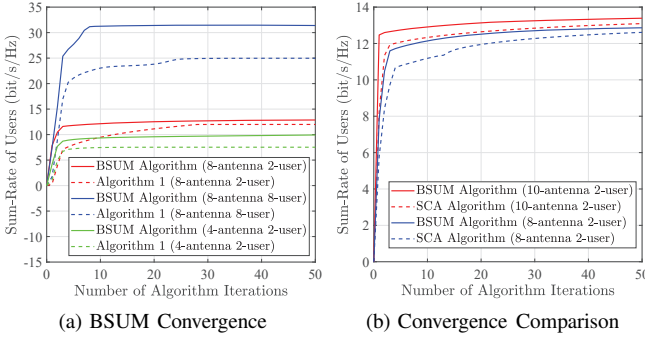 35
30
25
20
15
10
5
0
-5
-10
-15
0
10
20
30
40
50
Sum-Rate of Users (bit/s/Hz)
Number of Algorithm Iterations
BSUM Algorithm (8-antenna 2-user)
Algorithm 1 (8-antenna 2-user)
BSUM Algorithm (8-antenna 8-user)
Algorithm 1 (8-antenna 8-user)
BSUM Algorithm (4-antenna 2-user)
Algorithm 1 (4-antenna 2-user)
(a) BSUM Convergence
14
12
10
8
6
4
2
0
0
10
20
30
40
50
Sum-Rate of Users (bit/s/Hz)
Number of Algorithm Iterations
BSUM Algorithm (10-antenna 2-user)
SCA Algorithm (10-antenna 2-user)
BSUM Algorithm (8-antenna 2-user)
SCA Algorithm (8-antenna 2-user)
(b) Convergence Comparison